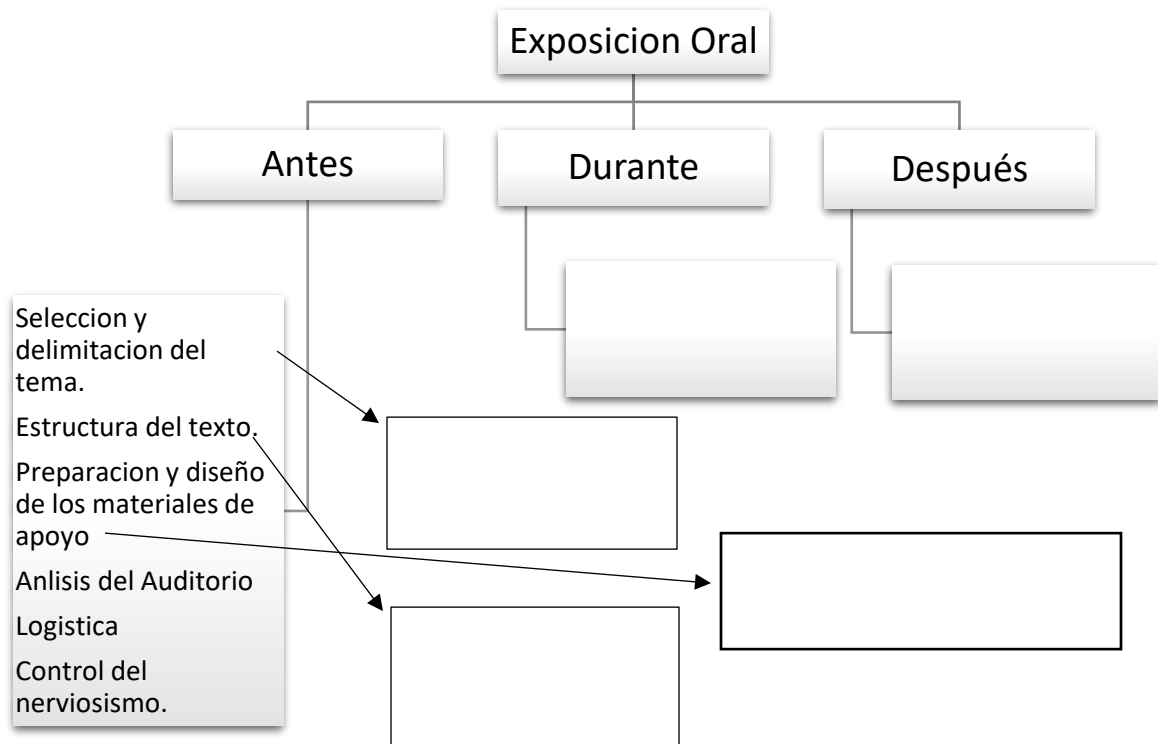 Exposicion Oral
Antes
Durante
Después
Seleccion y
delimitacion del
tema.
Estructura del texto.
Preparacion y diseño
de los materiales de
apoyo
Anlisis del Auditorio
Logistica
Control del
nerviosismo.